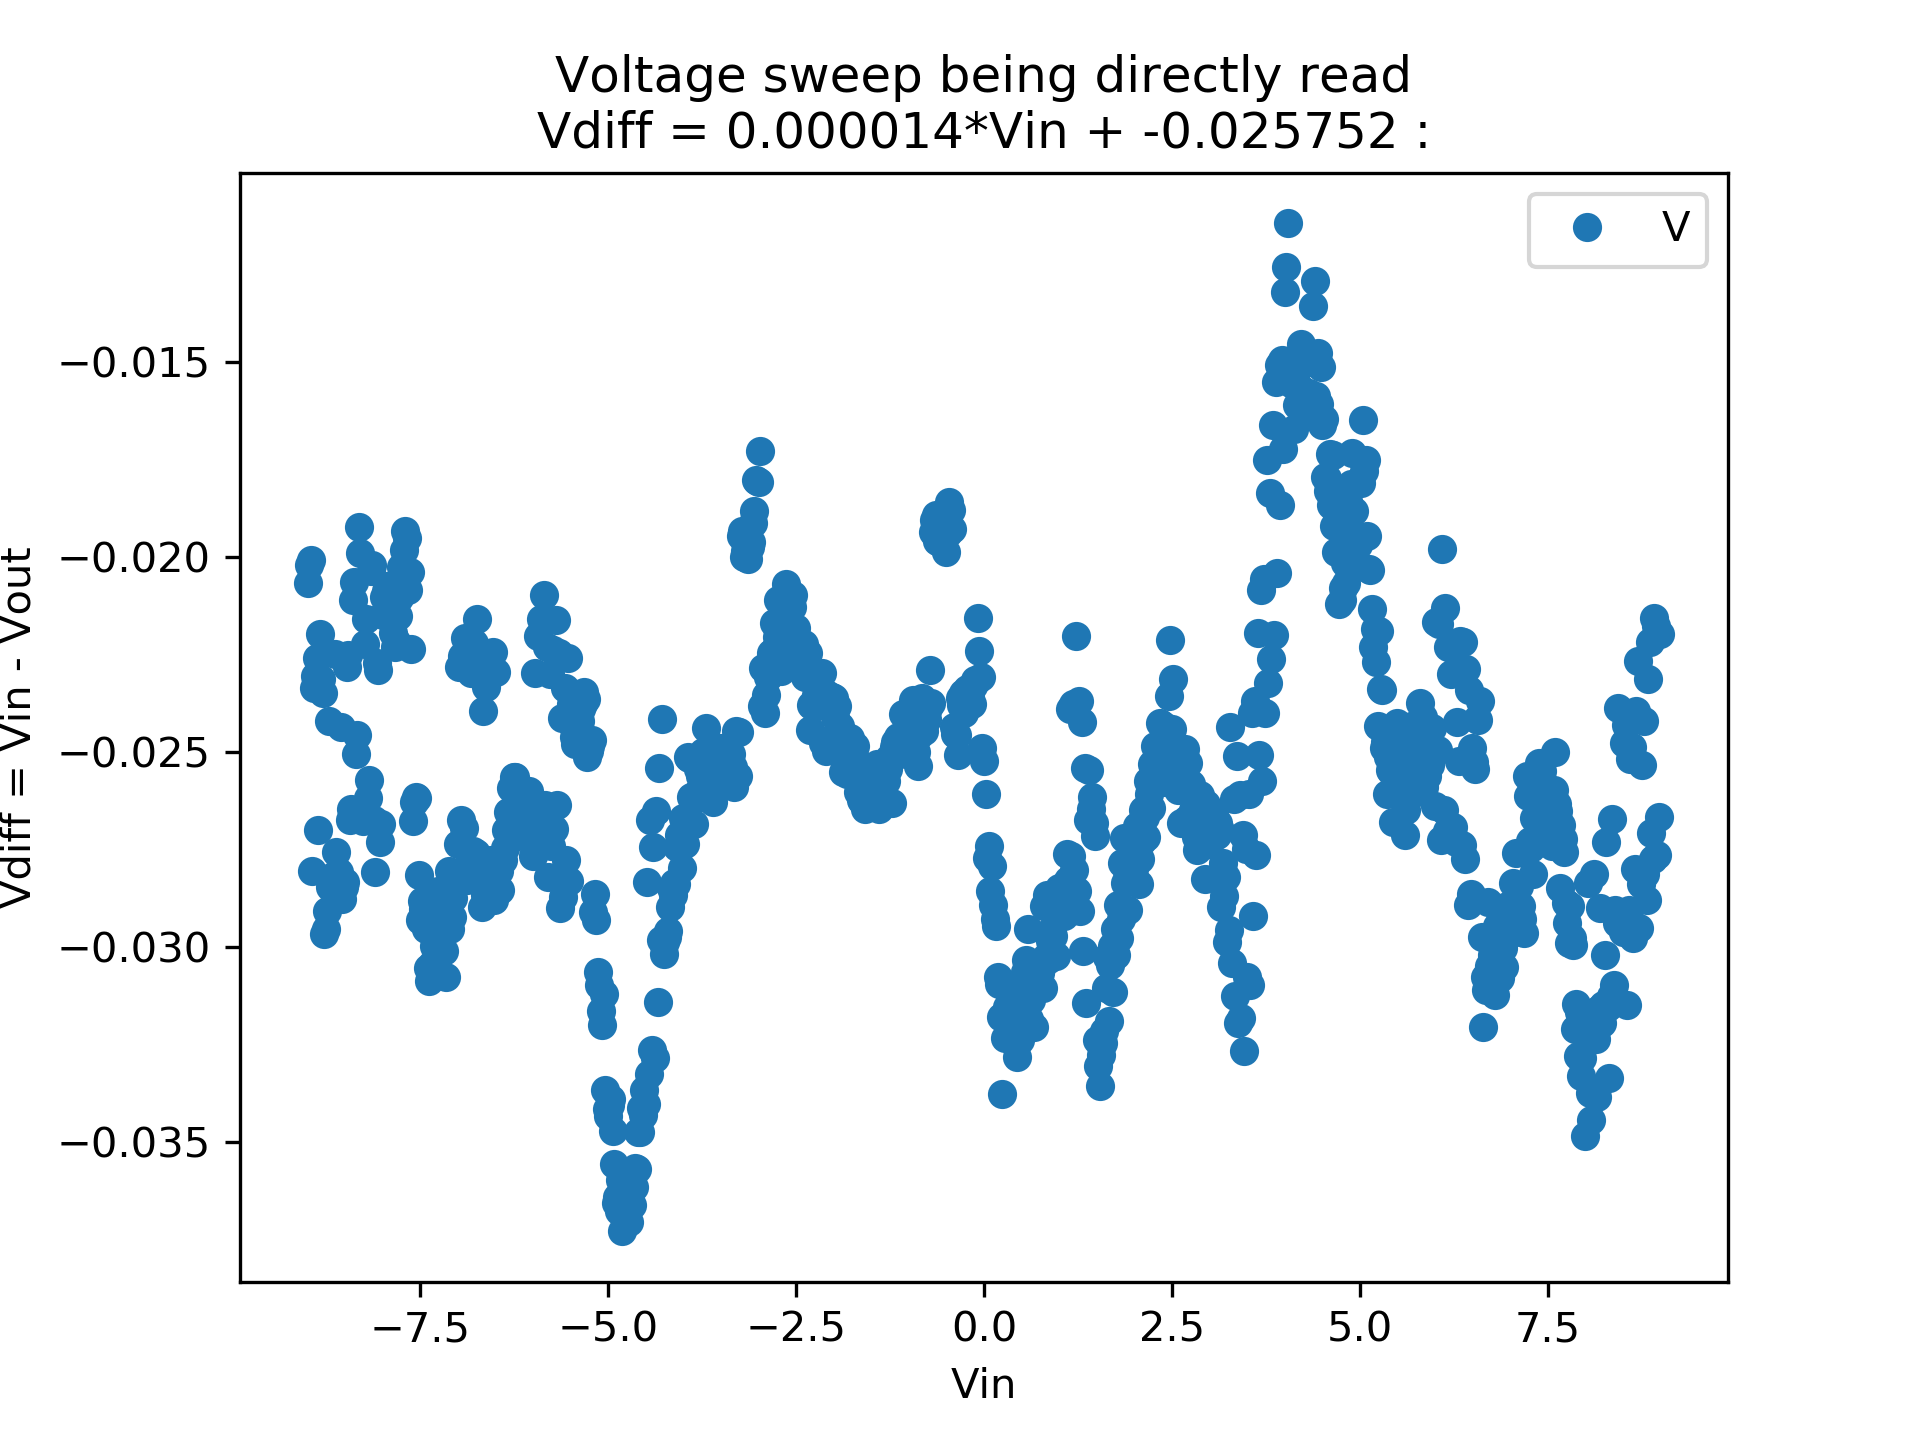 Voltage sweep being directly read
Vdiff = 0.000014*Vin + -0.025752 :
V
Vdiff = Vin - Vout
−0.015
−0.020
−0.025
−0.030
−0.035
−7.5
−5.0
−2.5
0.0
2.5
5.0
7.5
Vin